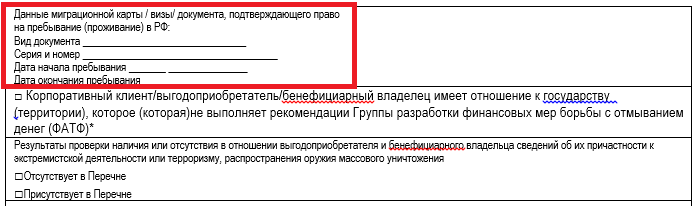 Данные миграционной карты / визы/ документа, подтверждающего право
на пребывание (проживание) в РФ:
Вид документа ______________________________
Серия и номер ____________________________________
Дата начала пребывания _______ _______________
Дата окончания пребывания
□ Корпоративный клиент/выгодоприобретатель/бенефициарный владелец имеет отношение к государству
(территории), которое (которая)не выполняет рекомендации Группы разработки финансовых мер борьбы с отмыванием
денег (ФАТФ)*
Результаты проверки наличия или отсутствия в отношении выгодоприобретателя и бенефициарного владельца сведений об их причастности к
экстремистской деятельности или терроризму, распространения оружия массового уничтожения
□Отсутствует в Перечне
□Присутствует в Перечне